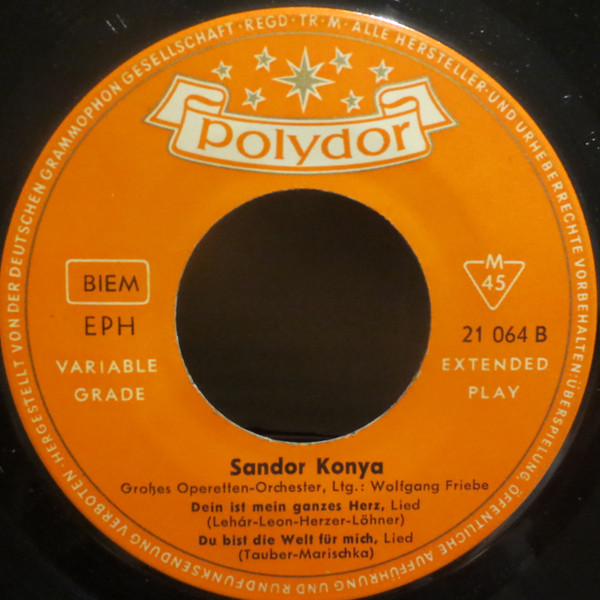 HERGESTELLT VON DER DEUTSCHEN GRAMMOPHON GESELLSCHAFT · REGD · TR · M · ALLE HERSTELLER- UND URHEBERRECHTE VORBEHALTEN: ÜBERSPIELUNG, ÖFFENTLICHE AUFFÜHRUNG UND RUNDFUNKSENDUNG VERBOTEN ·
Polydor
BIEM
EPH
VARIABLE
GRADE
M
45
21 064 B
EXTENDED
PLAY
Sandor Konya
Großes Operetten-Orchester, Ltg.: Wolfgang Friebe
Dein ist mein ganzes Herz, Lied
(Lehár-Leon-Herzer-Löhner)
Du bist die Welt für mich, Lied
(Tauber-Marischka)